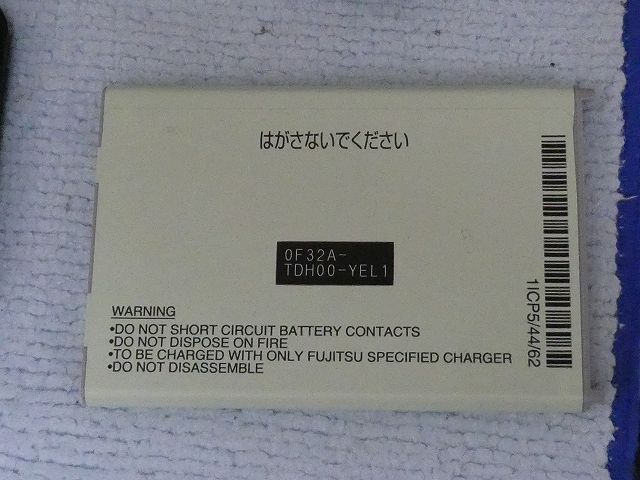 はがさないでください
0F32A-
TDH00-YEL1
WARNING
•DO NOT SHORT CIRCUIT BATTERY CONTACTS
•DO NOT DISPOSE ON FIRE
•TO BE CHARGED WITH ONLY FUJITSU SPECIFIED CHARGER
•DO NOT DISASSEMBLE
1ICP5/44/62